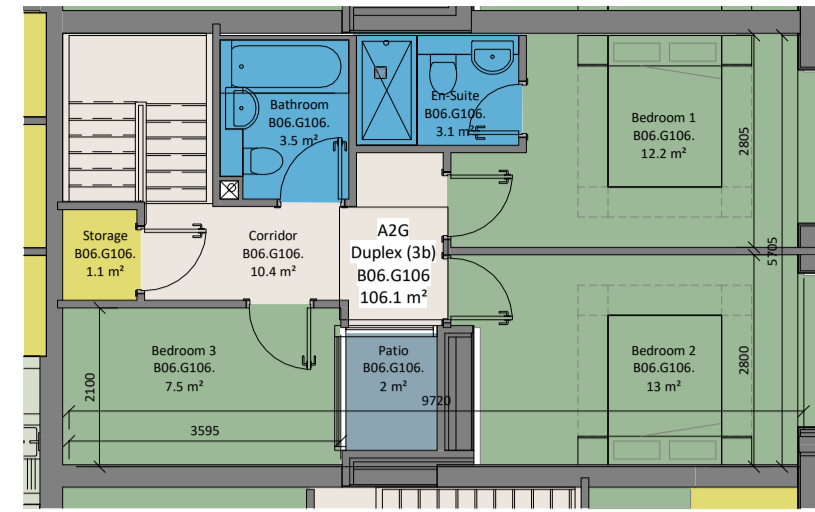 Bathroom
B06.G106.
3.5 m²
En-Suite
B06.G106.
3.1 m²
Bedroom 1
B06.G106.
12.2 m²
2805
Storage
B06.G106.
1.1 m²
Corridor
B06.G106.
10.4 m²
A2G
Duplex (3b)
B06.G106
106.1 m²
5705
Bedroom 3
B06.G106.
7.5 m²
2100
3595
Patio
B06.G106.
2 m²
9720
Bedroom 2
B06.G106.
13 m²
2800